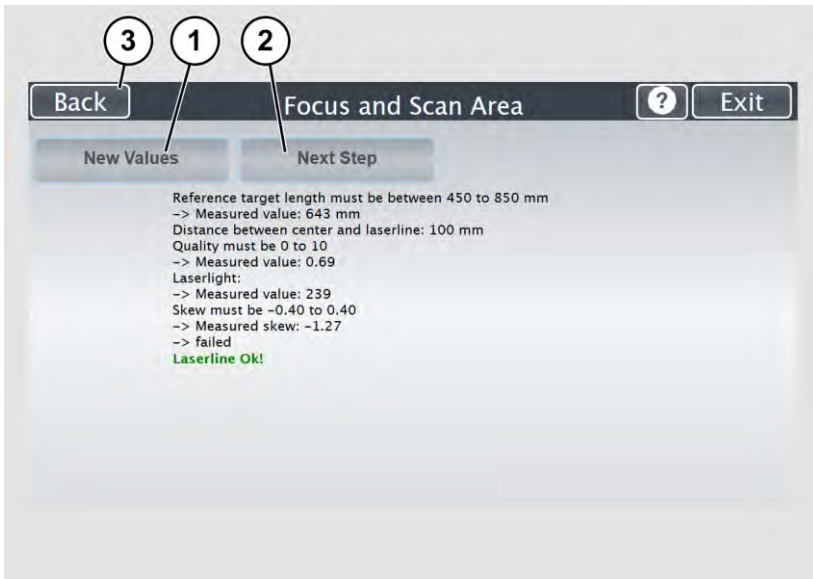 3
1
2
Back
Focus and Scan Area
?
Exit
New Values
Next Step
Reference target length must be between 450 to 850 mm
-> Measured value: 643 mm
Distance between center and laserline: 100 mm
Quality must be 0 to 10
-> Measured value: 0.69
Laserlight:
-> Measured value: 239
Skew must be -0.40 to 0.40
-> Measured skew: -1.27
-> failed
Laserline Ok!